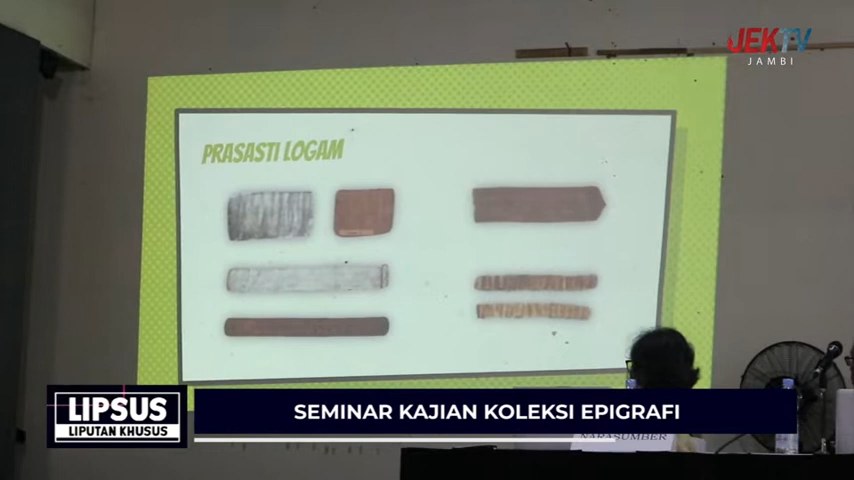 JEKTV
JAMBI
PRASASTI LOGAM
LIPSUS
LIPUTAN KHUSUS
SEMINAR KAJIAN KOLEKSI EPIGRAFI
NARASUMBER